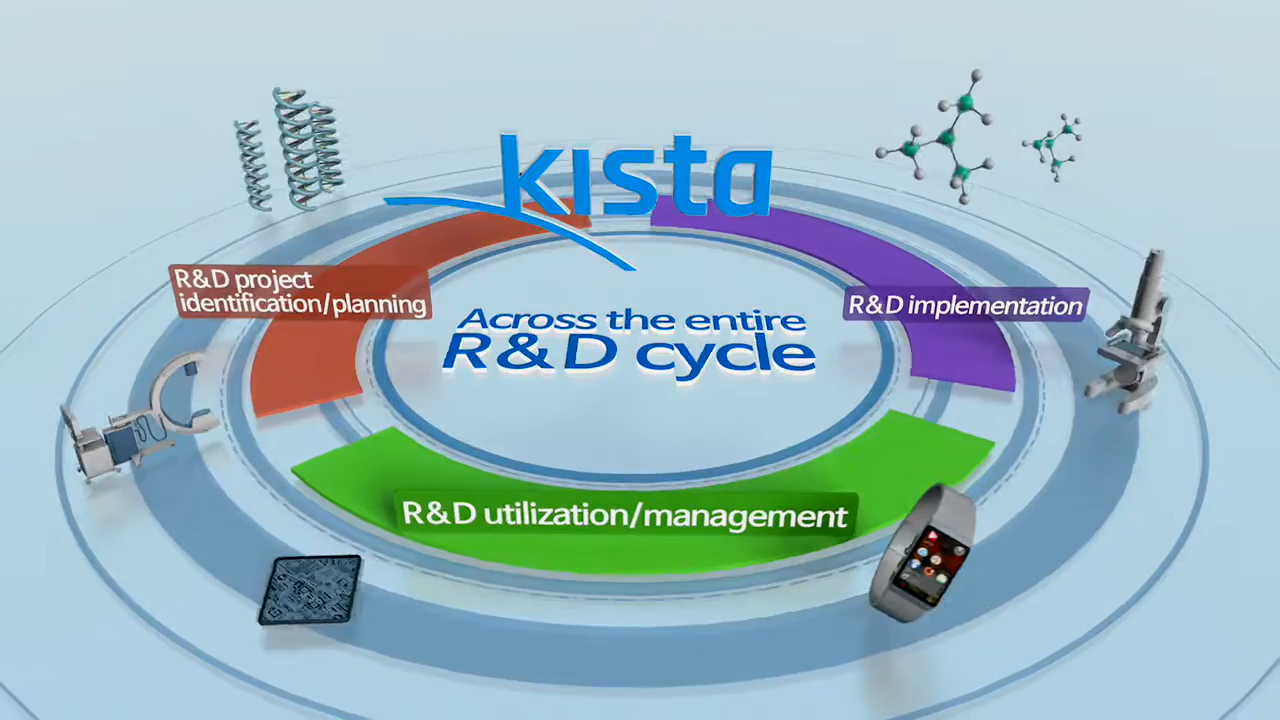 kista
R&D project
identification/planning
R&D implementation
Across the entire
R&D cycle
R&D utilization/management